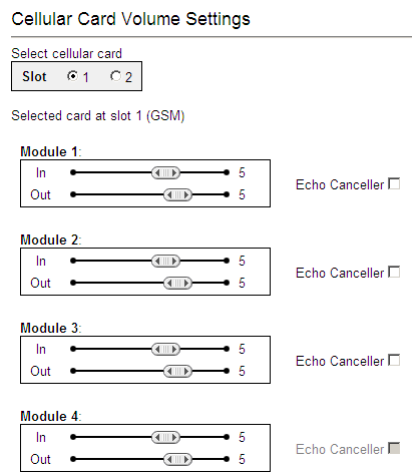 Cellular Card Volume Settings
Select cellular card
Slot 1 2
Selected card at slot 1 (GSM)
Module 1:
In 5
Out 5
Echo Canceller
Module 2:
In 5
Out 5
Echo Canceller
Module 3:
In 5
Out 5
Echo Canceller
Module 4:
In 5
Out 5
Echo Canceller